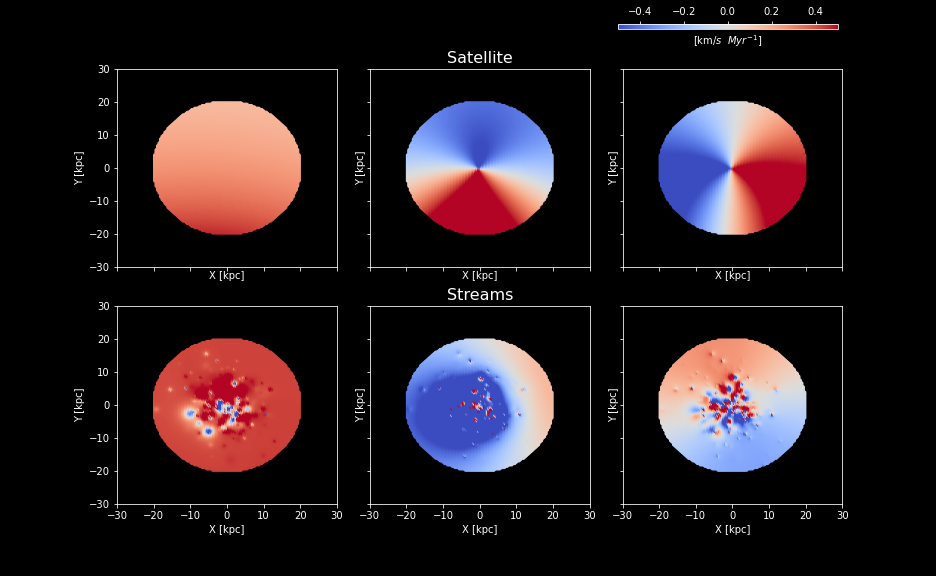 −0.4 −0.2 0.0 0.2 0.4
[km/s Myr⁻¹]
Satellite
30
20
10
0
−10
−20
−30
Y [kpc]
X [kpc]
Y [kpc]
X [kpc]
Y [kpc]
X [kpc]
Streams
30
20
10
0
−10
−20
−30
Y [kpc]
−30 −20 −10 0 10 20 30
X [kpc]
Y [kpc]
−30 −20 −10 0 10 20 30
X [kpc]
Y [kpc]
−30 −20 −10 0 10 20 30
X [kpc]